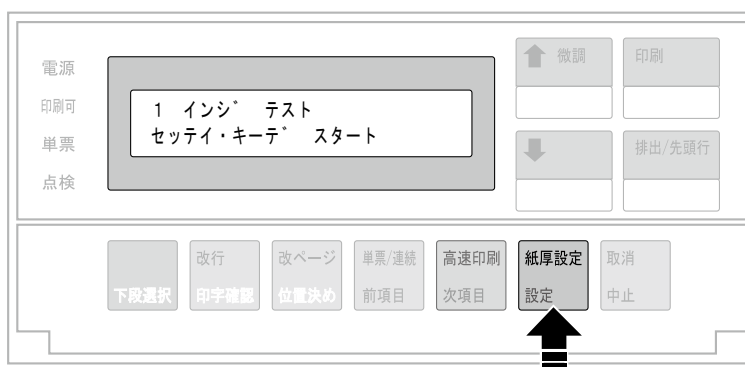 電源
印刷可
単票
点検
1 インジ テスト
セッテイ・キーデ スタート
微調
印刷
排出/先頭行
下段選択
改行
印字確認
改ページ
位置決め
単票/連続
前項目
高速印刷
次項目
紙厚設定
設定
取消
中止